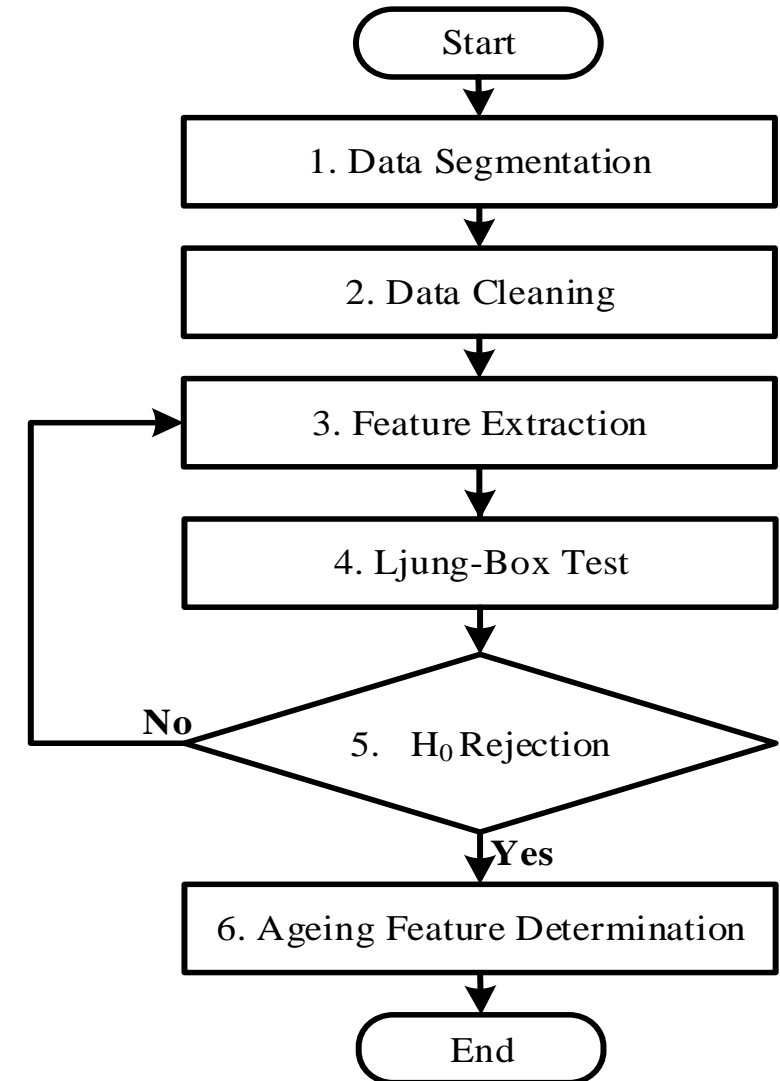 Start
1. Data Segmentation
2. Data Cleaning
3. Feature Extraction
4. Ljung-Box Test
No
5. H₀ Rejection
Yes
6. Ageing Feature Determination
End